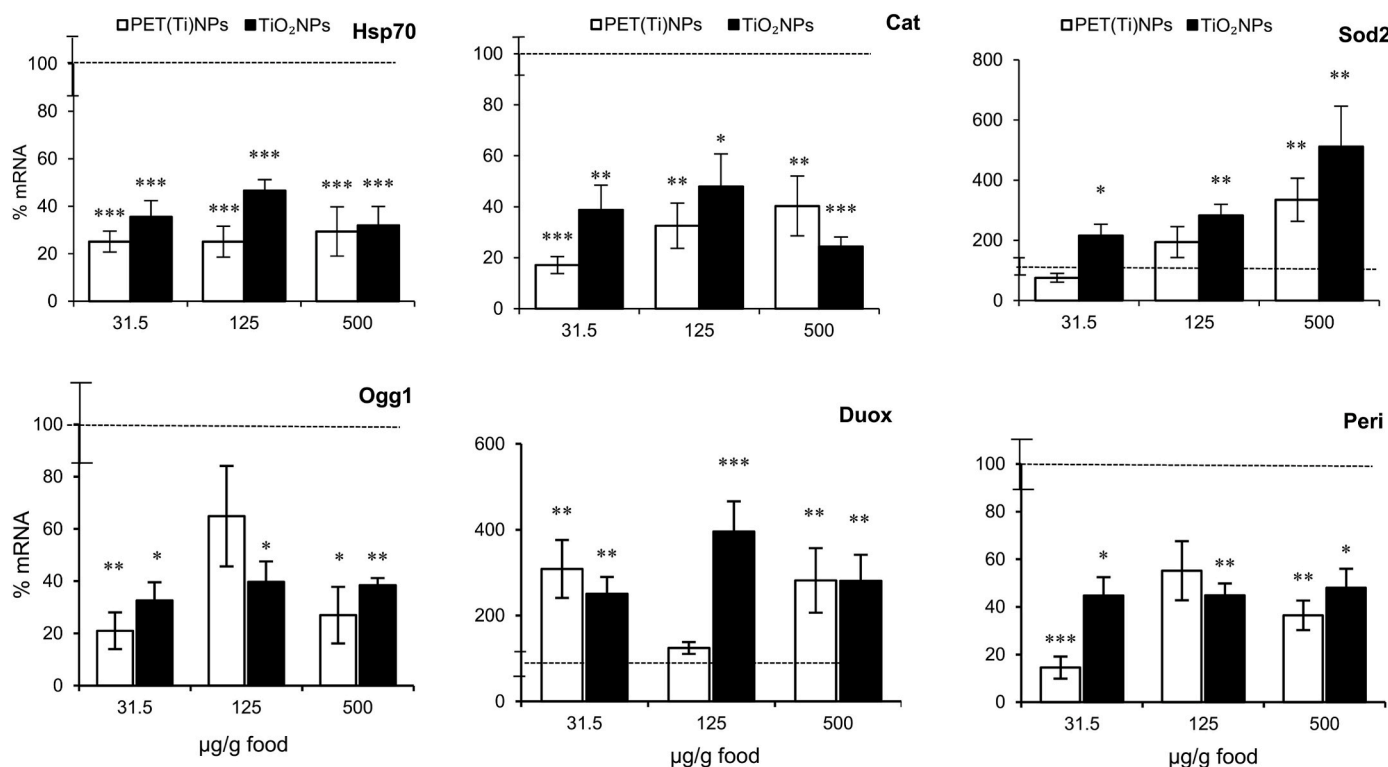 PET(Ti)NPs TiO₂NPs
Hsp70
% mRNA
100
80
60
40
20
0
*** *** *** *** *** ***
31.5 125 500
PET(Ti)NPs TiO₂NPs
Cat
100
80
60
40
20
0
*** ** ** * ** ***
31.5 125 500
PET(Ti)NPs TiO₂NPs
Sod2
800
600
400
200
0
* ** ** **
31.5 125 500
Ogg1
% mRNA
100
80
60
40
20
0
** * * * **
31.5 125 500
µg/g food
Duox
600
400
200
0
** ** *** ** **
31.5 125 500
µg/g food
Peri
100
80
60
40
20
0
*** * ** ** *
31.5 125 500
µg/g food